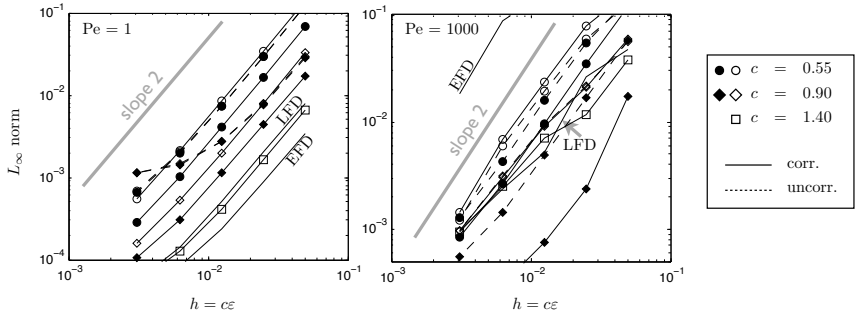 Pe = 1
10⁻¹
10⁻²
10⁻³
10⁻⁴
L∞ norm
slope 2
LFD
EFD
10⁻³
10⁻²
10⁻¹
h = cε
Pe = 1000
10⁻¹
10⁻²
10⁻³
EFD
slope 2
LFD
10⁻³
10⁻²
10⁻¹
h = cε
c = 0.55
c = 0.90
c = 1.40
corr.
uncorr.